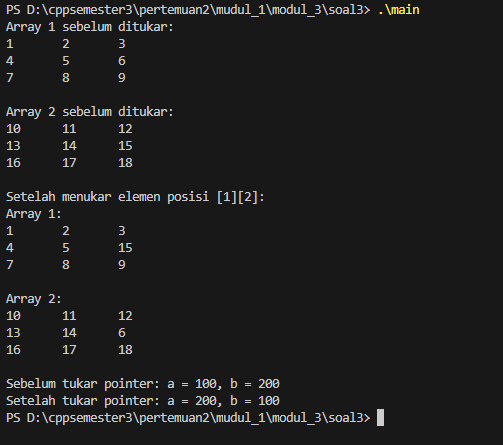 PS D:\cppsemester3\pertemuan2\mudul_1\modul_3\soal3> .\main
Array 1 sebelum ditukar:
1 2 3
4 5 6
7 8 9
Array 2 sebelum ditukar:
10 11 12
13 14 15
16 17 18
Setelah menukar elemen posisi [1][2]:
Array 1:
1 2 3
4 5 15
7 8 9
Array 2:
10 11 12
13 14 6
16 17 18
Sebelum tukar pointer: a = 100, b = 200
Setelah tukar pointer: a = 200, b = 100
PS D:\cppsemester3\pertemuan2\mudul_1\modul_3\soal3>